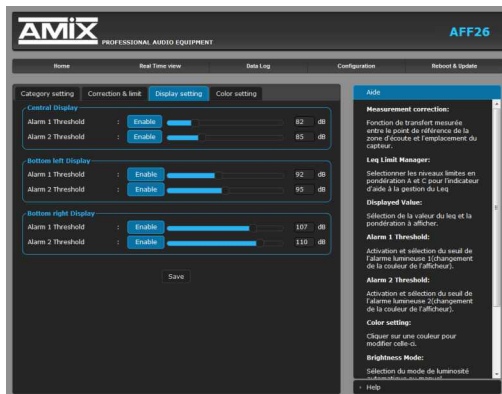 AMIX
PROFESSIONAL AUDIO EQUIPMENT
AFF26
Home Real Time view Data Log Configuration Reboot & Update
Category setting Correction & limit Display setting Color setting
Central Display
Alarm 1 Threshold : Enable 82 dB
Alarm 2 Threshold : Enable 85 dB
Bottom left Display
Alarm 1 Threshold : Enable 92 dB
Alarm 2 Threshold : Enable 95 dB
Bottom right Display
Alarm 1 Threshold : Enable 107 dB
Alarm 2 Threshold : Enable 110 dB
Save
Aide
Measurement correction:
Fonction de transfert mesurée
entre le point de référence de la
zone d'écoute et l'emplacement du
capteur.
Leq Limit Manager:
Selectionner les niveaux limites en
pondération A et C pour l'indicateur
d'aide à la gestion du Leq
Displayed Value:
Sélection de la valeur du leq et la
pondération à afficher.
Alarm 1 Threshold:
Activation et sélection du seuil de
l'alarme lumineuse 1(changement
de la couleur de l'afficheur).
Alarm 2 Threshold:
Activation et sélection du seuil de
l'alarme lumineuse 2(changement
de la couleur de l'afficheur).
Color setting:
Cliquer sur une couleur pour
modifier celle-ci.
Brightness Mode:
Sélection du mode de luminosité
automatique ou manuel
Help